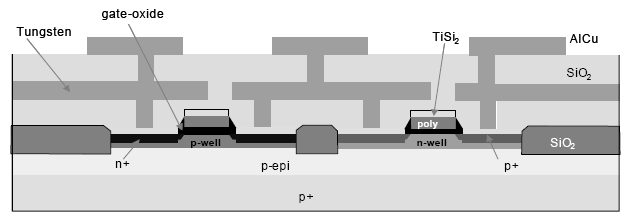 gate-oxide
Tungsten
TiSi2
AlCu
SiO2
poly
p-well
n-well
SiO2
n+
p-epi
p+
p+